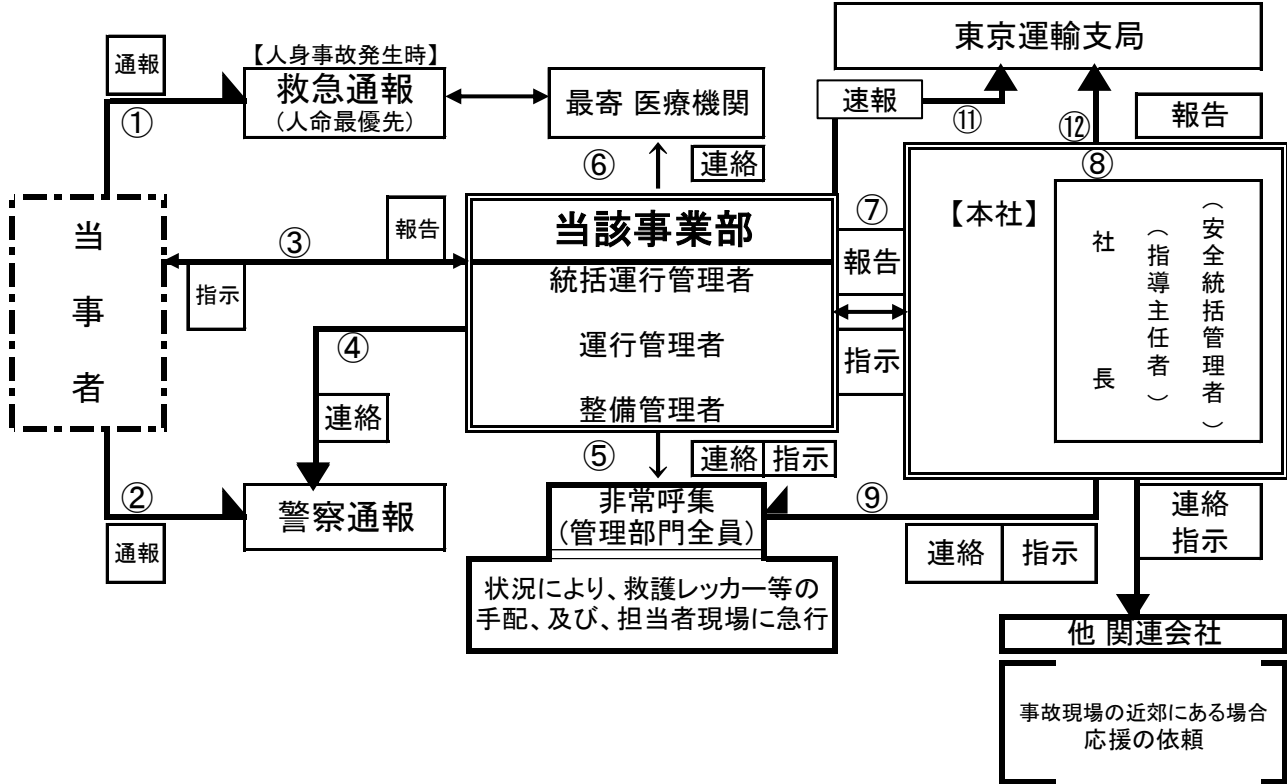 東京運輸支局
通報
【人身事故発生時】
救急通報
(人命最優先)
最寄 医療機関
速報
報告
①
⑪
⑫
⑥
連絡
⑧
当事者
③
報告
指示
当該事業部
統括運行管理者
運行管理者
整備管理者
⑦
報告
指示
【本社】
社長
(指導主任者)
(安全統括管理者)
④
連絡
⑤
連絡 指示
②
通報
警察通報
非常呼集
(管理部門全員)
⑨
連絡 指示
連絡
指示
状況により、救護レッカー等の
手配、及び、担当者現場に急行
他 関連会社
事故現場の近郊にある場合
応援の依頼